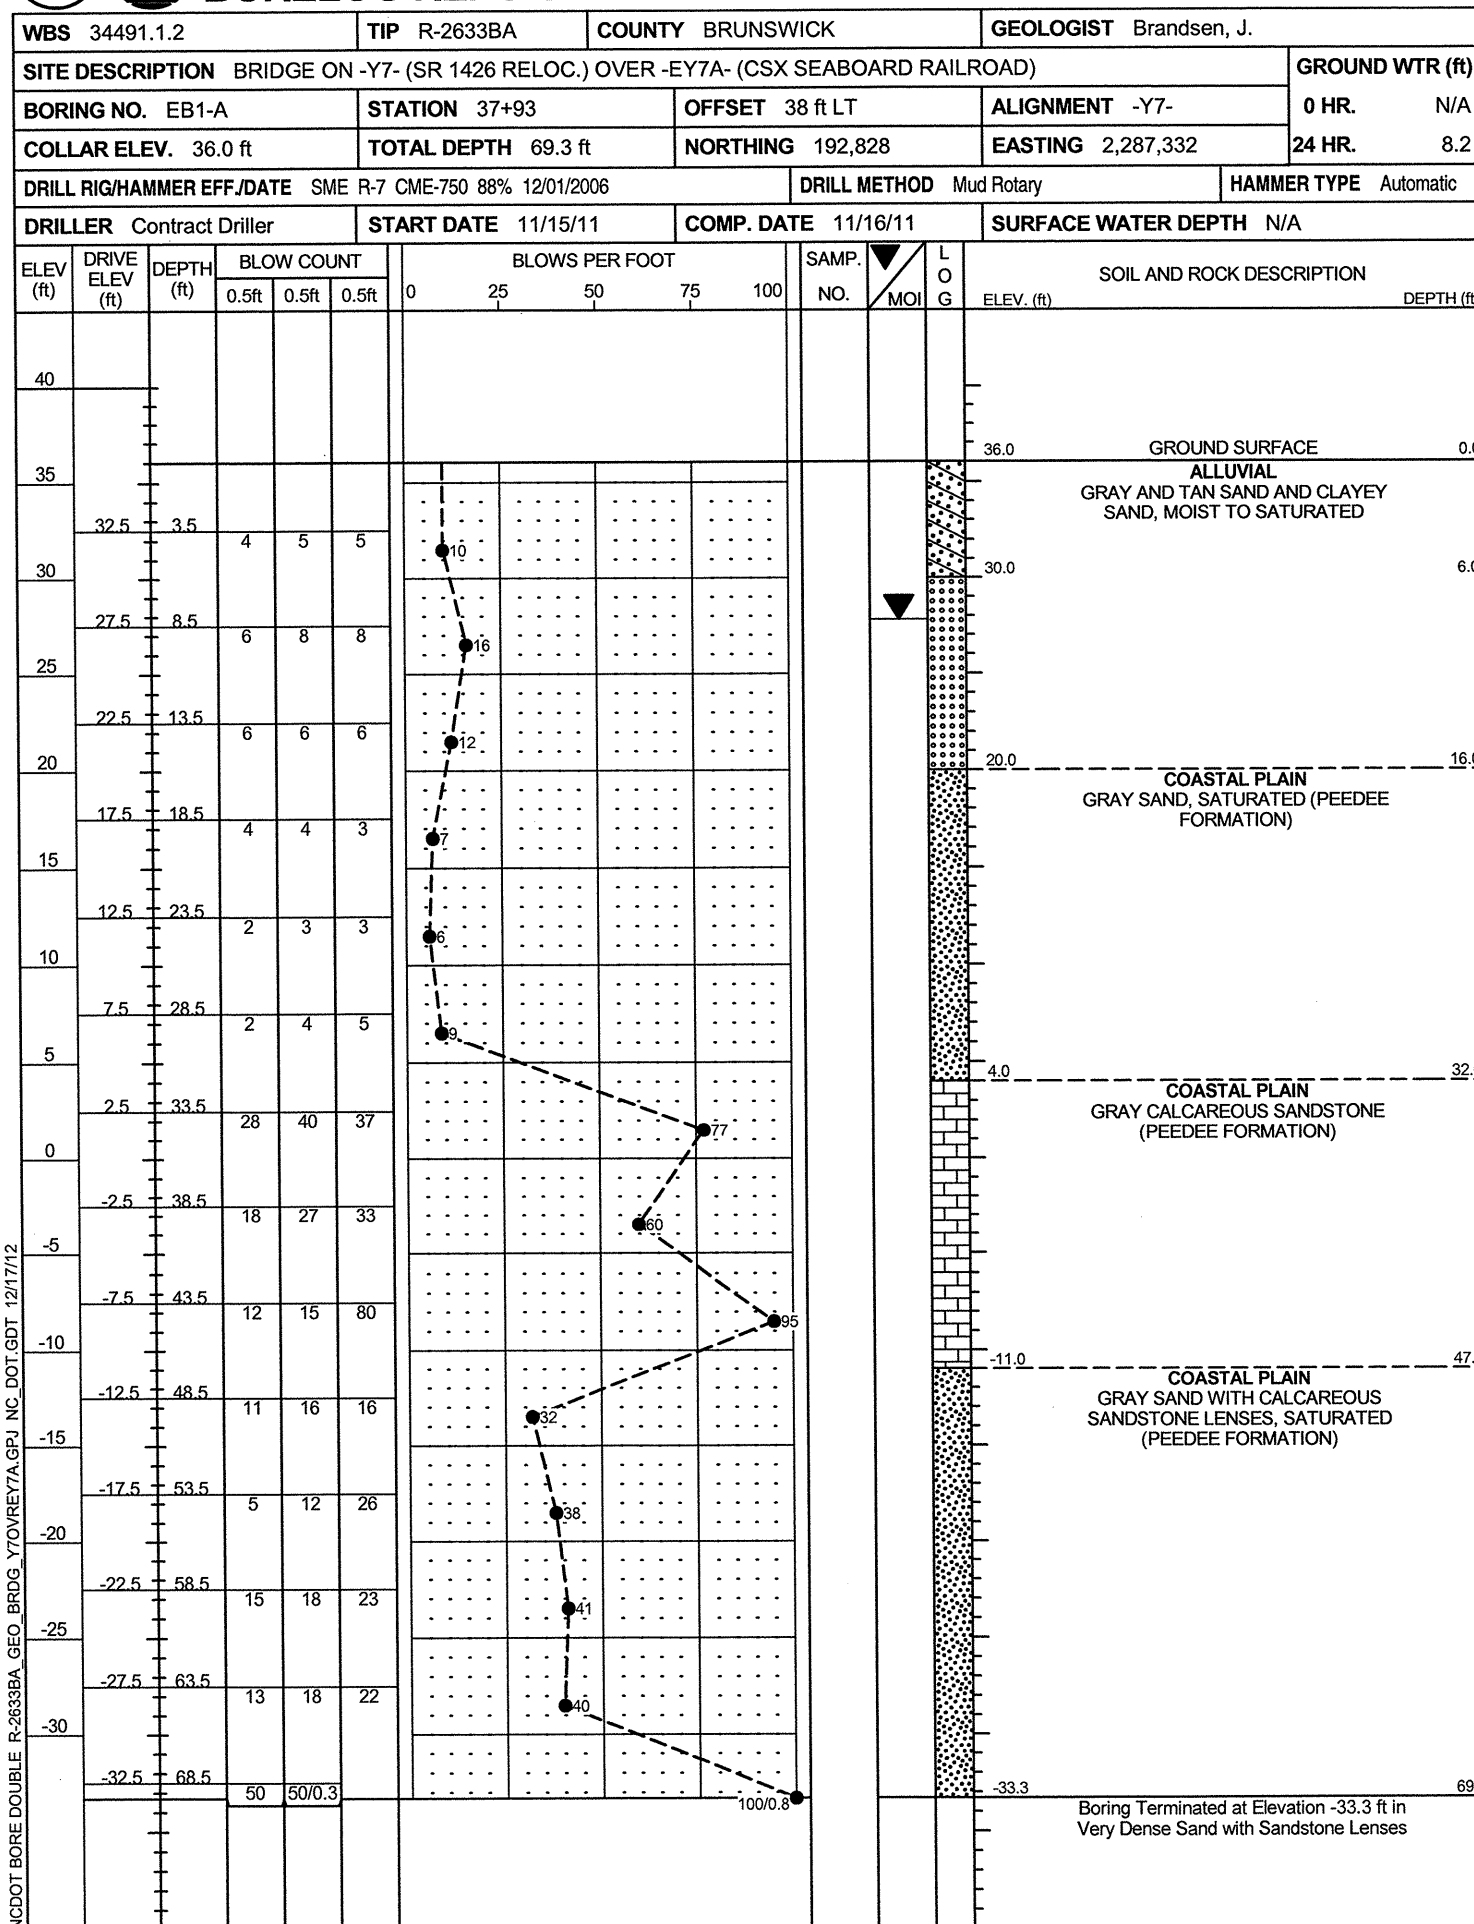 WBS 34491.1.2 TIP R-2633BA COUNTY BRUNSWICK GEOLOGIST Brandsen, J.
SITE DESCRIPTION BRIDGE ON -Y7- (SR 1426 RELOC.) OVER -EY7A- (CSX SEABOARD RAILROAD) GROUND WTR (ft)
BORING NO. EB1-A STATION 37+93 OFFSET 38 ft LT ALIGNMENT -Y7- 0 HR. N/A
COLLAR ELEV. 36.0 ft TOTAL DEPTH 69.3 ft NORTHING 192,828 EASTING 2,287,332 24 HR. 8.2
DRILL RIG/HAMMER EFF./DATE SME R-7 CME-750 88% 12/01/2006 DRILL METHOD Mud Rotary HAMMER TYPE Automatic
DRILLER Contract Driller START DATE 11/15/11 COMP. DATE 11/16/11 SURFACE WATER DEPTH N/A
ELEV (ft) DRIVE ELEV (ft) DEPTH (ft) BLOW COUNT BLOWS PER FOOT SAMP. NO. MOI LOG SOIL AND ROCK DESCRIPTION
0.5ft 0.5ft 0.5ft 0 25 50 75 100 ELEV. (ft) DEPTH (ft
40
36.0 GROUND SURFACE 0.0
35 ALLUVIAL
GRAY AND TAN SAND AND CLAYEY
SAND, MOIST TO SATURATED
32.5 3.5 4 5 5 10
30 30.0 6.0
27.5 8.5 6 8 8 16
25
22.5 13.5 6 6 6 12
20 20.0 16.0
COASTAL PLAIN
GRAY SAND, SATURATED (PEEDEE
FORMATION)
17.5 18.5 4 4 3 7
15
12.5 23.5 2 3 3 6
10
7.5 28.5 2 4 5 9
5 4.0 32.
COASTAL PLAIN
GRAY CALCAREOUS SANDSTONE
(PEEDEE FORMATION)
2.5 33.5 28 40 37 77
0
-2.5 38.5 18 27 33 60
-5
-7.5 43.5 12 15 80 95
-10 -11.0 47.
COASTAL PLAIN
GRAY SAND WITH CALCAREOUS
SANDSTONE LENSES, SATURATED
(PEEDEE FORMATION)
-12.5 48.5 11 16 16 32
-15
-17.5 53.5 5 12 26 38
-20
-22.5 58.5 15 18 23 41
-25
-27.5 63.5 13 18 22 40
-30
-32.5 68.5 50 50/0.3 100/0.8 -33.3 69
Boring Terminated at Elevation -33.3 ft in
Very Dense Sand with Sandstone Lenses
NCDOT BORE DOUBLE R-2633BA_GEO_BRDG_Y7OVREY7A.GPJ NC_DOT.GDT 12/17/12